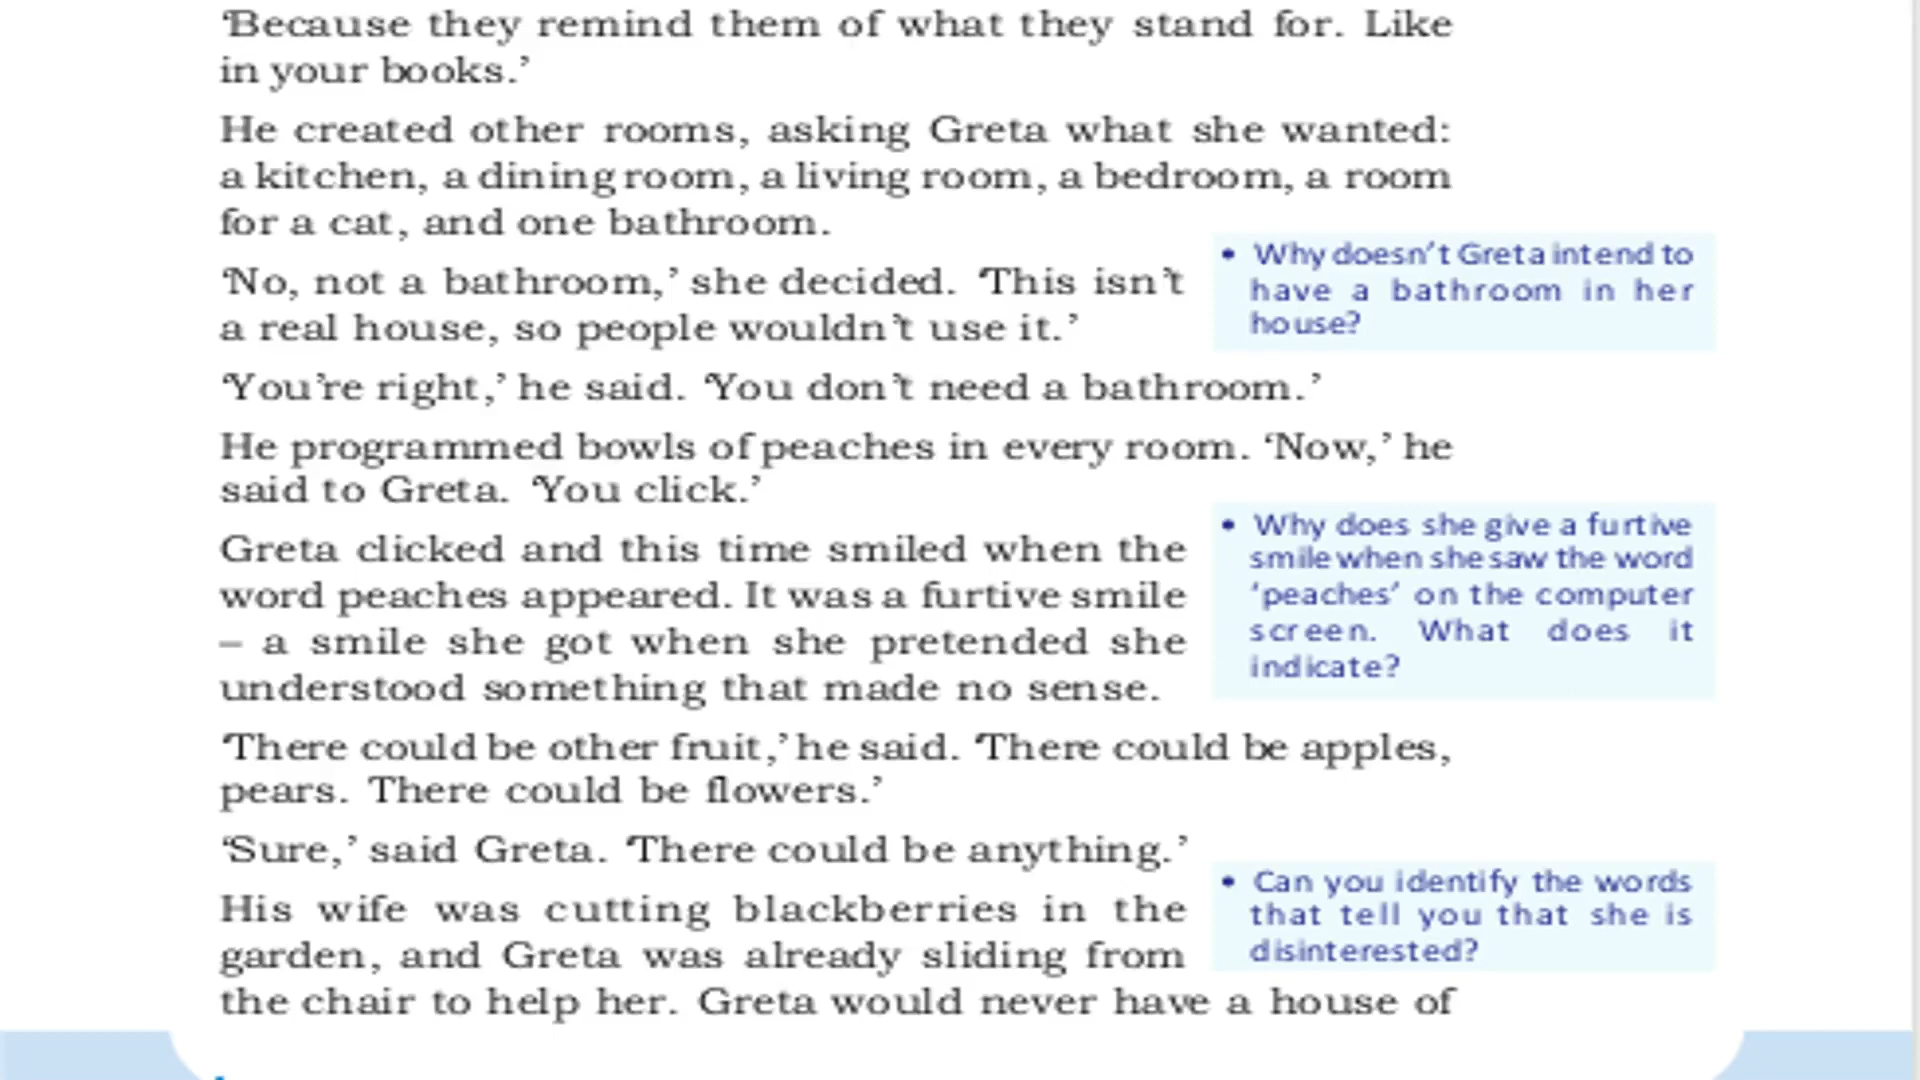 ‘Because they remind them of what they stand for. Like
in your books.’
He created other rooms, asking Greta what she wanted:
a kitchen, a dining room, a living room, a bedroom, a room
for a cat, and one bathroom.
‘No, not a bathroom,’ she decided. ‘This isn’t
a real house, so people wouldn’t use it.’
• Why doesn’t Greta intend to
have a bathroom in her
house?
‘You’re right,’ he said. ‘You don’t need a bathroom.’
He programmed bowls of peaches in every room. ‘Now,’ he
said to Greta. ‘You click.’
Greta clicked and this time smiled when the
word peaches appeared. It was a furtive smile
– a smile she got when she pretended she
understood something that made no sense.
• Why does she give a furtive
smile when she saw the word
‘peaches’ on the computer
screen. What does it
indicate?
‘There could be other fruit,’ he said. ‘There could be apples,
pears. There could be flowers.’
‘Sure,’ said Greta. ‘There could be anything.’
His wife was cutting blackberries in the
garden, and Greta was already sliding from
the chair to help her. Greta would never have a house of
• Can you identify the words
that tell you that she is
disinterested?